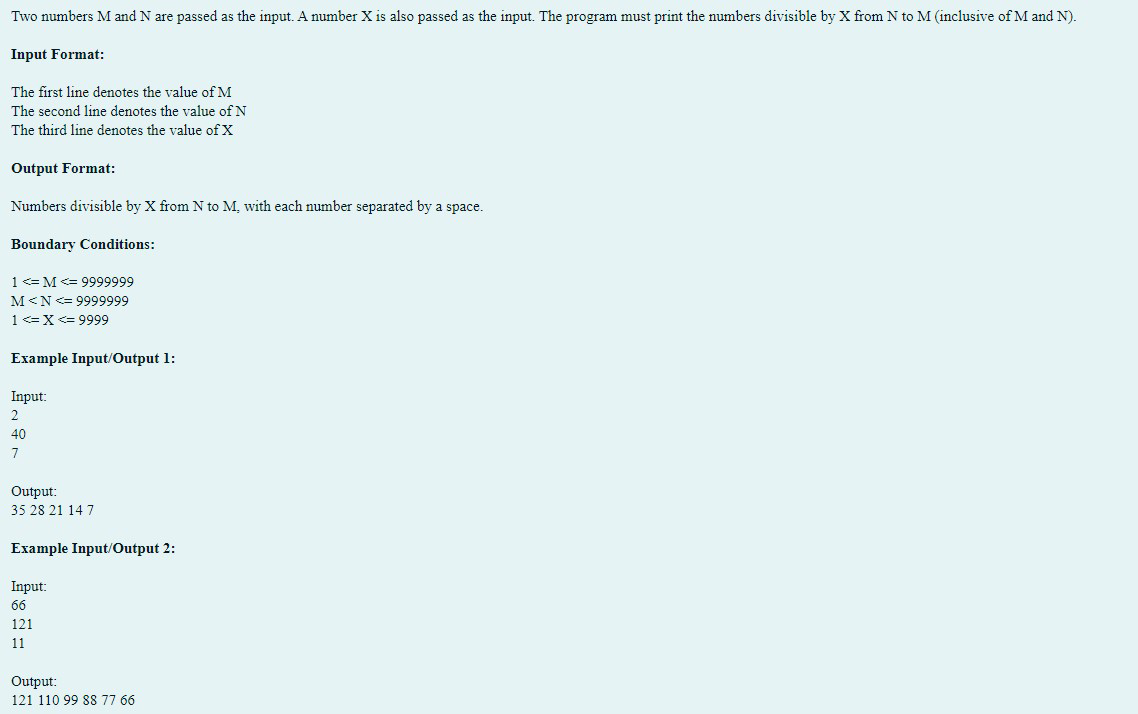 Two numbers M and N are passed as the input. A number X is also passed as the input. The program must print the numbers divisible by X from N to M (inclusive of M and N).
Input Format:
The first line denotes the value of M
The second line denotes the value of N
The third line denotes the value of X
Output Format:
Numbers divisible by X from N to M, with each number separated by a space.
Boundary Conditions:
1 <= M <= 9999999
M < N <= 9999999
1 <= X <= 9999
Example Input/Output 1:
Input:
2
40
7
Output:
35 28 21 14 7
Example Input/Output 2:
Input:
66
121
11
Output:
121 110 99 88 77 66